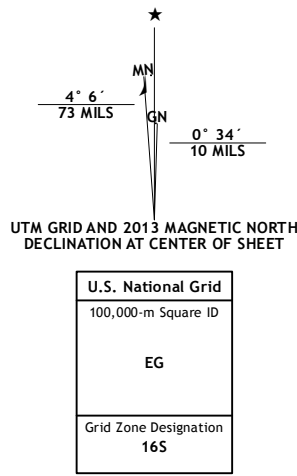 ★
MN
4° 6´
73 MILS
GN
0° 34´
10 MILS
UTM GRID AND 2013 MAGNETIC NORTH
DECLINATION AT CENTER OF SHEET
U.S. National Grid
100,000-m Square ID
EG
Grid Zone Designation
16S